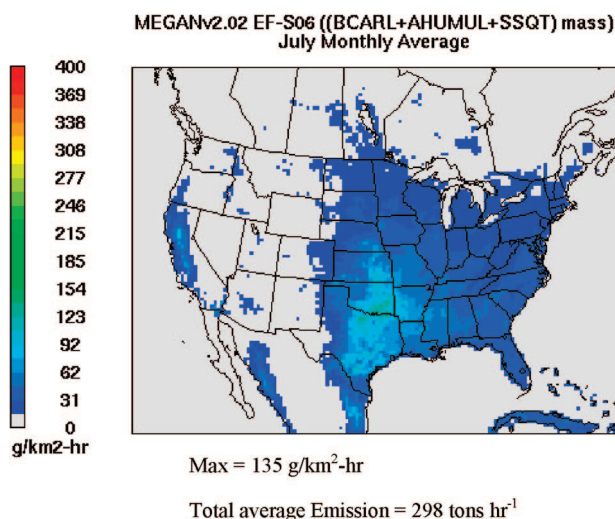 MEGANv2.02 EF-S06 ((BCARL+AHUMUL+SSQT) mass)
July Monthly Average
400
369
338
308
277
246
215
185
154
123
92
62
31
0
g/km2-hr
Max = 135 g/km²-hr
Total average Emission = 298 tons hr⁻¹